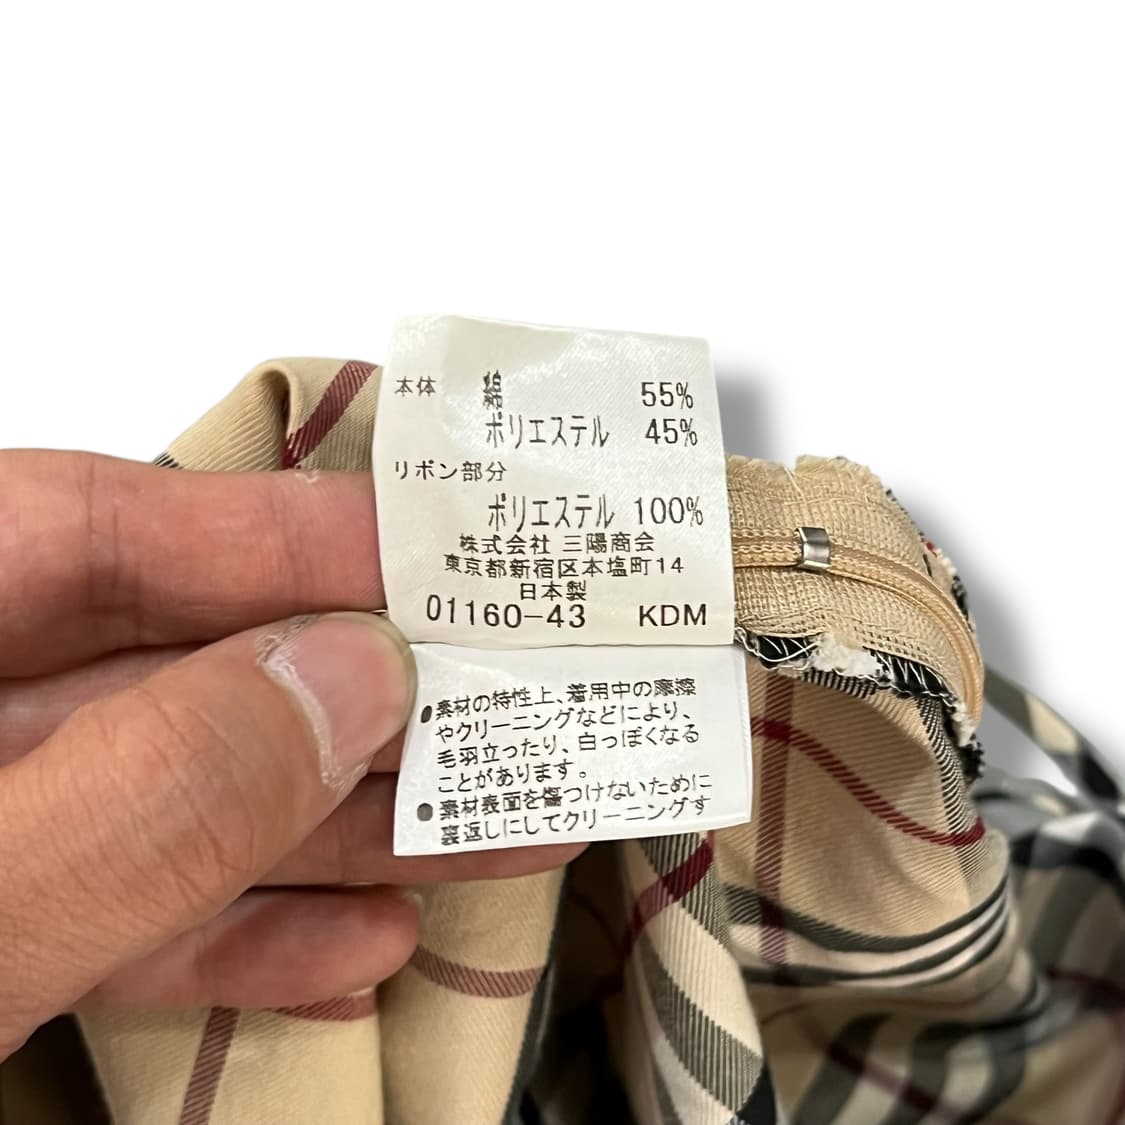 本体 綿 55%
ポリエステル 45%
リボン部分
ポリエステル 100%
株式会社 三陽商会
東京都新宿区本塩町14
日本製
01160-43 KDM
●素材の特性上、着用中の摩擦
やクリーニングなどにより、
毛羽立ったり、白っぽくなる
ことがあります。
●素材表面を傷つけないために
裏返しにしてクリーニングす